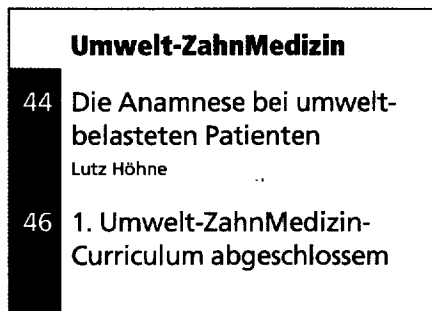 Umwelt-ZahnMedizin
44 Die Anamnese bei umwelt-
belasteten Patienten
Lutz Höhne
46 1. Umwelt-ZahnMedizin-
Curriculum abgeschlossem